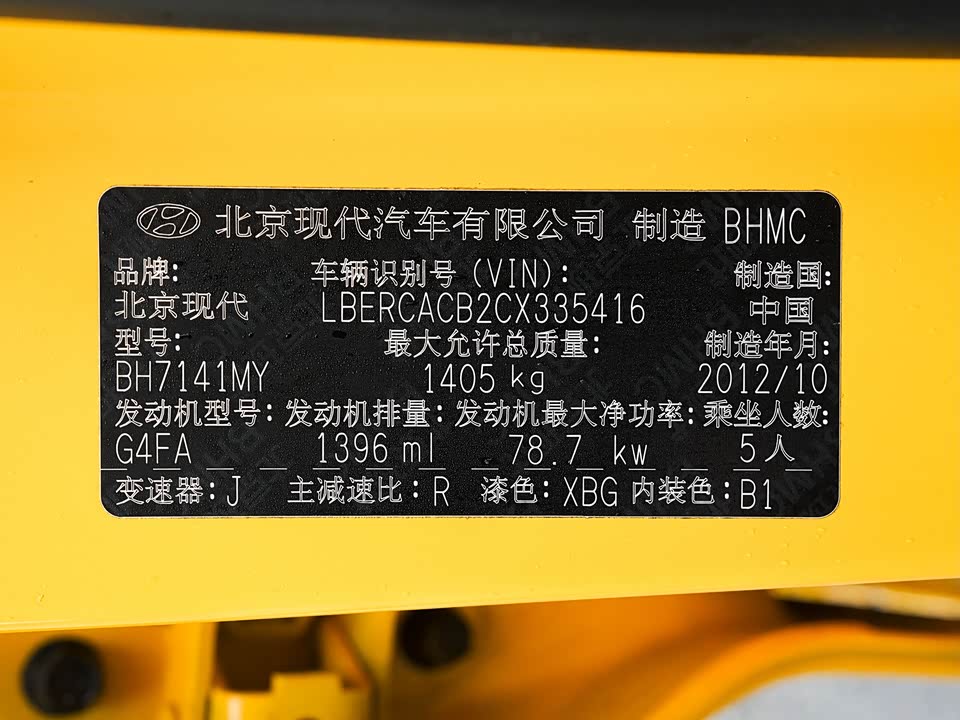 北京现代汽车有限公司 制造 BHMC
品牌: 车辆识别号 (VIN): 制造国:
北京现代 LBERCACB2CX335416 中国
型号: 最大允许总质量: 制造年月:
BH7141MY 1405 kg 2012/10
发动机型号: 发动机排量: 发动机最大净功率: 乘坐人数:
G4FA 1396 ml 78.7 kw 5人
变速器: J 主减速比: R 漆色: XBG 内装色: B1